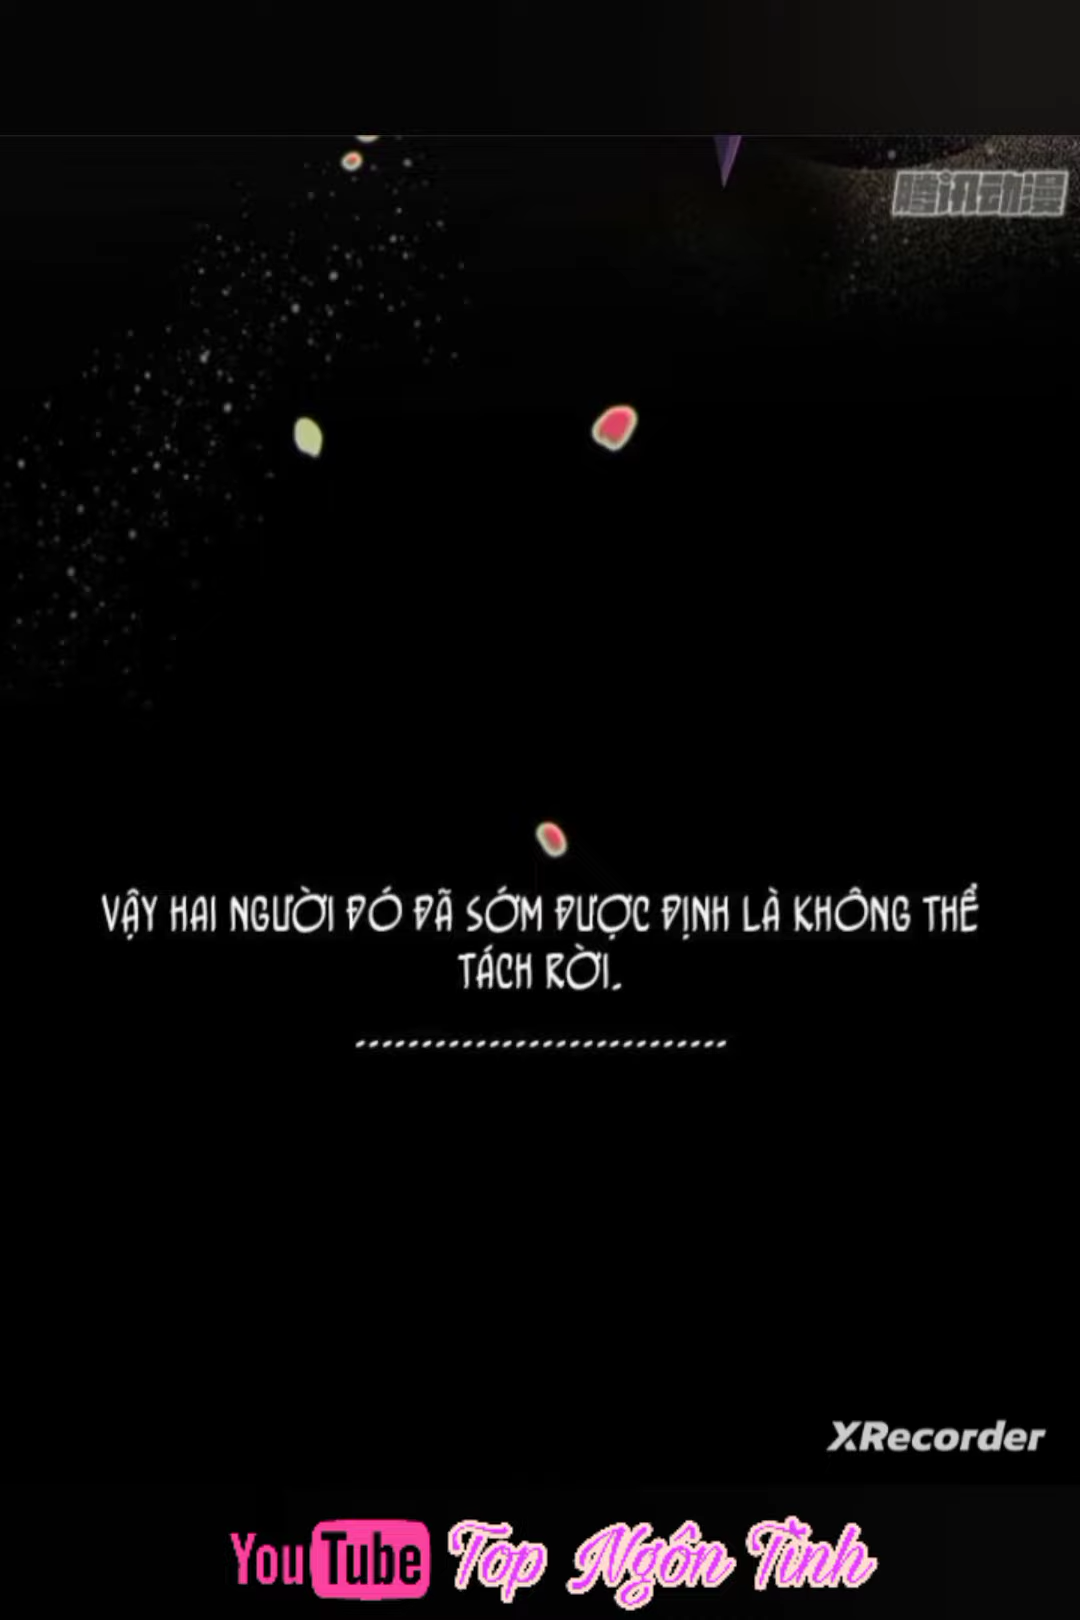 腾讯动漫
VẬY HAI NGƯỜI ĐÓ ĐÃ SỚM ĐƯỢC ĐỊNH LÀ KHÔNG THỂ
TÁCH RỜI.
............................
XRecorder
YouTube Top Ngôn Tình